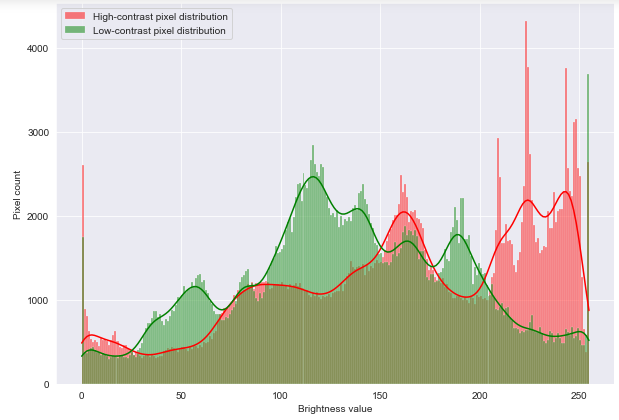 High-contrast pixel distribution
Low-contrast pixel distribution
4000
3000
2000
1000
0
Pixel count
0 50 100 150 200 250
Brightness value